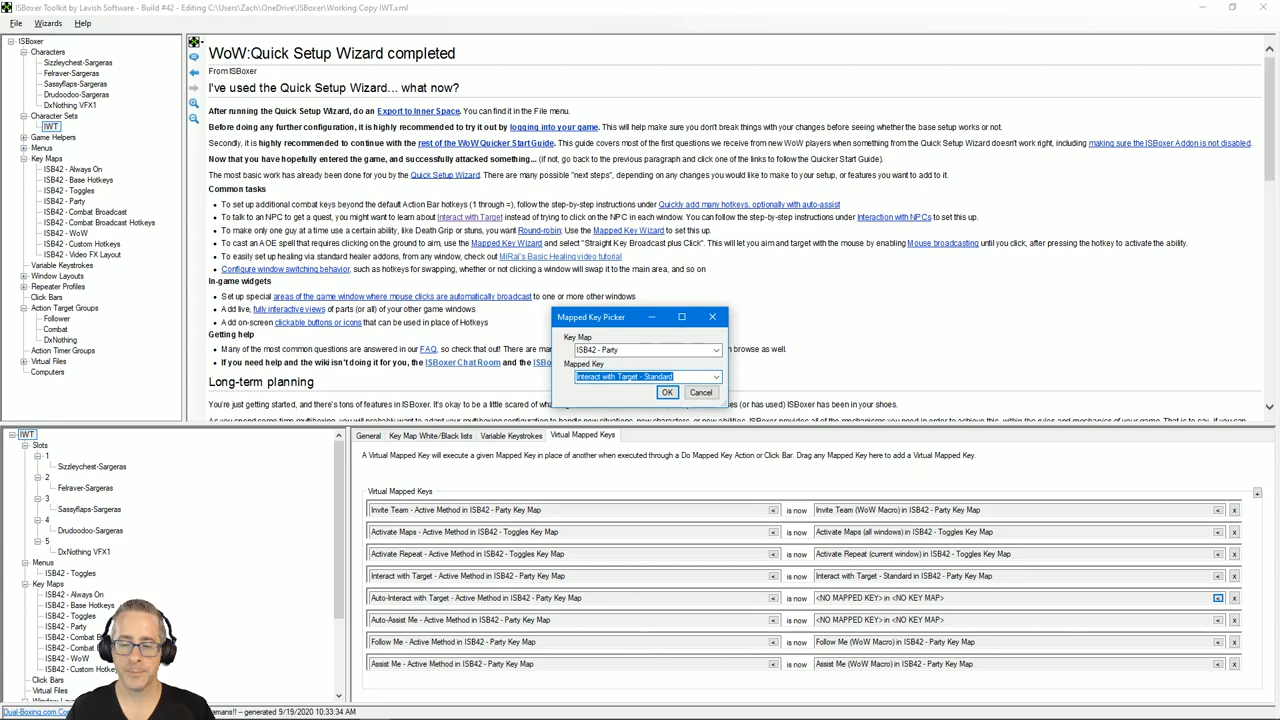 ISBoxer Toolkit by Lavish Software - Build #42 - Editing C:\Users\Zach\OneDrive\ISBoxer\Working Copy IWT.xml
File Wizards Help
ISBoxer
Characters
Sizzleychest-Sargeras
Felraver-Sargeras
Sassyflaps-Sargeras
Drudoodoo-Sargeras
DxNothing VFX1
Character Sets
IWT
Game Helpers
Menus
Key Maps
ISB42 - Always On
ISB42 - Base Hotkeys
ISB42 - Toggles
ISB42 - Party
ISB42 - Combat Broadcast
ISB42 - Combat Broadcast Hotkeys
ISB42 - WoW
ISB42 - Custom Hotkeys
ISB42 - Video FX Layout
Variable Keystrokes
Window Layouts
Repeater Profiles
Click Bars
Action Target Groups
Follower
Combat
DxNothing
Action Timer Groups
Virtual Files
Computers
WoW:Quick Setup Wizard completed
From ISBoxer
I've used the Quick Setup Wizard... what now?
After running the Quick Setup Wizard, do an Export to Inner Space. You can find it in the File menu.
Before doing any further configuration, it is highly recommended to try it out by logging into your game. This will help make sure you don't break things with your changes before seeing whether the base setup works or not.
Secondly, it is highly recommended to continue with the rest of the WoW Quicker Start Guide. This guide covers most of the first questions we receive from new WoW players when something from the Quick Setup Wizard doesn't work right, including making sure the ISBoxer Addon is not disabled.
Now that you have hopefully entered the game, and successfully attacked something... (if not, go back to the previous paragraph and click one of the links to follow the Quicker Start Guide).
The most basic work has already been done for you by the Quick Setup Wizard. There are many possible "next steps", depending on any changes you would like to make to your setup, or features you want to add to it.
Common tasks
• To set up additional combat keys beyond the default Action Bar hotkeys (1 through =), follow the step-by-step instructions under Quickly add many hotkeys, optionally with auto-assist
• To talk to an NPC to get a quest, you might want to learn about Interact with Target instead of trying to click on the NPC in each window. You can follow the step-by-step instructions under Interaction with NPCs to set this up.
• To make only one guy at a time use a certain ability, like Death Grip or stuns, you want Round-robin; Use the Mapped Key Wizard to set this up.
• To cast an AOE spell that requires clicking on the ground to aim, use the Mapped Key Wizard and select "Straight Key Broadcast plus Click". This will let you aim and target with the mouse by enabling Mouse broadcasting until you click, after pressing the hotkey to activate the ability.
• To easily set up healing via standard healer addons, from any window, check out MiRai's Basic Healing video tutorial
• Configure window switching behavior, such as hotkeys for swapping, whether or not clicking a window will swap it to the main area, and so on
In-game widgets
• Set up special areas of the game window where mouse clicks are automatically broadcast to one or more other windows
• Add live, fully interactive views of parts (or all) of your other game windows
• Add on-screen clickable buttons or icons that can be used in place of Hotkeys
Getting help
• Many of the most common questions are answered in our FAQ, so check that out! There are man browse as well.
• If you need help and the wiki isn't doing it for you, the ISBoxer Chat Room and the ISBo
Long-term planning
Mapped Key Picker
Key Map
ISB42 - Party
Mapped Key
Interact with Target - Standard
OK Cancel
IWT
Slots
1
Sizzleychest-Sargeras
2
Felraver-Sargeras
3
Sassyflaps-Sargeras
4
Drudoodoo-Sargeras
5
DxNothing VFX1
Menus
ISB42 - Toggles
Key Maps
ISB42 - Always On
ISB42 - Base Hotkeys
ISB42 - Toggles
ISB42 - Party
ISB42 - Combat B
ISB42 - Combat B
ISB42 - WoW
ISB42 - Custom Hotkey
Click Bars
Virtual Files
General Key Map White/Black lists Variable Keystrokes Virtual Mapped Keys
A Virtual Mapped Key will execute a given Mapped Key in place of another when executed through a Do Mapped Key Action or Click Bar. Drag any Mapped Key here to add a Virtual Mapped Key.
Virtual Mapped Keys +
Invite Team - Active Method in ISB42 - Party Key Map < is now Invite Team (WoW Macro) in ISB42 - Party Key Map < x
Activate Maps - Active Method in ISB42 - Toggles Key Map < is now Activate Maps (all windows) in ISB42 - Toggles Key Map < x
Activate Repeat - Active Method in ISB42 - Toggles Key Map < is now Activate Repeat (current window) in ISB42 - Toggles Key Map < x
Interact with Target - Active Method in ISB42 - Party Key Map < is now Interact with Target - Standard in ISB42 - Party Key Map < x
Auto-Interact with Target - Active Method in ISB42 - Party Key Map < is now <NO MAPPED KEY> in <NO KEY MAP> < x
Auto-Assist Me - Active Method in ISB42 - Party Key Map < is now <NO MAPPED KEY> in <NO KEY MAP> < x
Follow Me - Active Method in ISB42 - Party Key Map < is now Follow Me (WoW Macro) in ISB42 - Party Key Map < x
Assist Me - Active Method in ISB42 - Party Key Map < is now Assist Me (WoW Macro) in ISB42 - Party Key Map < x
Dual-Boxing.com Co amans!! -- generated 9/19/2020 10:33:34 AM